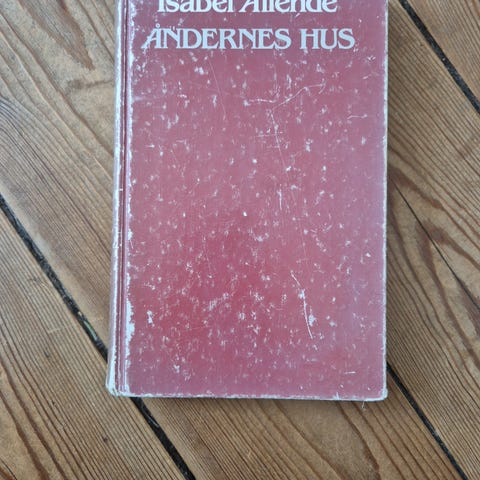 Isabel Allende
ÅNDERNES HUS